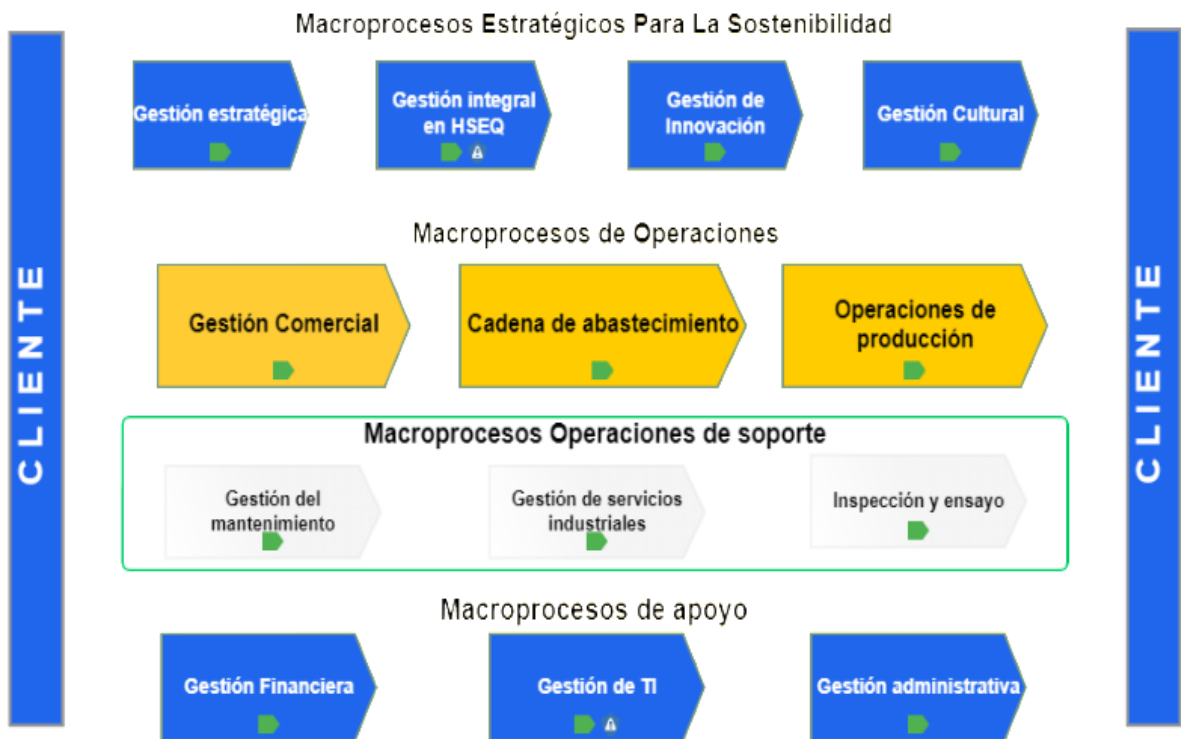 Macroprocesos Estratégicos Para La Sostenibilidad
CLIENTE
CLIENTE
Gestión estratégica
Gestión integral
en HSEQ
Gestión de
Innovación
Gestión Cultural
Macroprocesos de Operaciones
Gestión Comercial
Cadena de abastecimiento
Operaciones de
producción
Macroprocesos Operaciones de soporte
Gestión del
mantenimiento
Gestión de servicios
industriales
Inspección y ensayo
Macroprocesos de apoyo
Gestión Financiera
Gestión de TI
Gestión administrativa